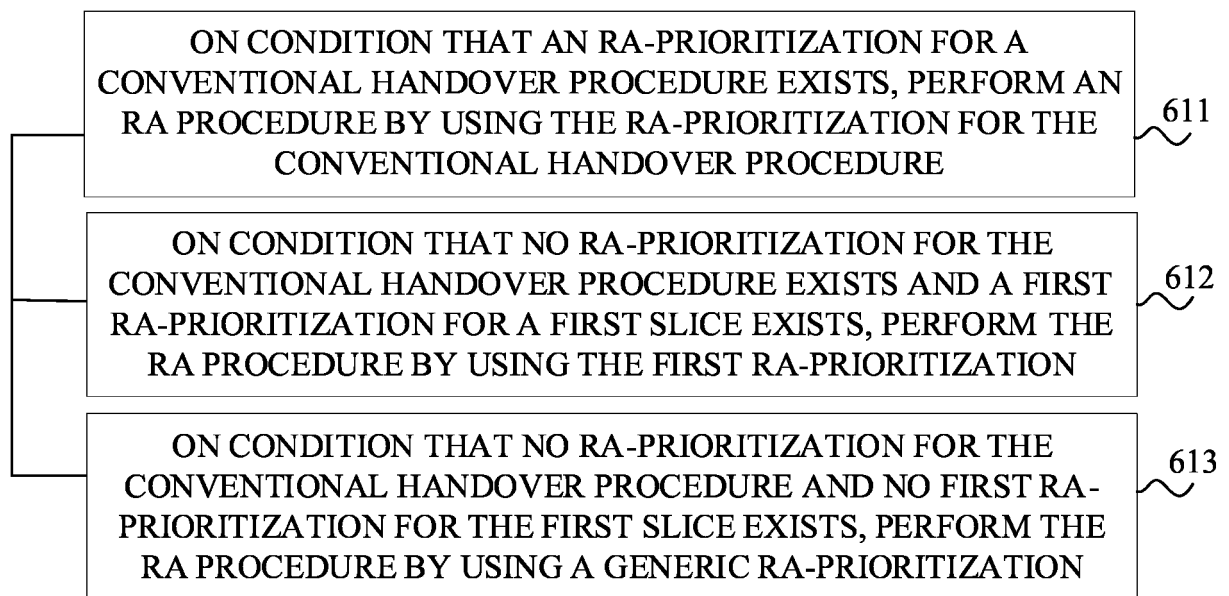 ON CONDITION THAT AN RA-PRIORITIZATION FOR A
CONVENTIONAL HANDOVER PROCEDURE EXISTS, PERFORM AN
RA PROCEDURE BY USING THE RA-PRIORITIZATION FOR THE
CONVENTIONAL HANDOVER PROCEDURE
611
ON CONDITION THAT NO RA-PRIORITIZATION FOR THE
CONVENTIONAL HANDOVER PROCEDURE EXISTS AND A FIRST
RA-PRIORITIZATION FOR A FIRST SLICE EXISTS, PERFORM THE
RA PROCEDURE BY USING THE FIRST RA-PRIORITIZATION
612
ON CONDITION THAT NO RA-PRIORITIZATION FOR THE
CONVENTIONAL HANDOVER PROCEDURE AND NO FIRST RA-
PRIORITIZATION FOR THE FIRST SLICE EXISTS, PERFORM THE
RA PROCEDURE BY USING A GENERIC RA-PRIORITIZATION
613